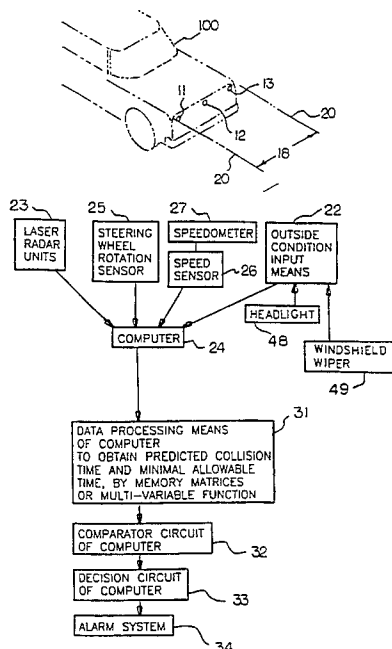 100
13
11
12
20
18
20
23
25
27
22
LASER
RADAR
UNITS
STEERING
WHEEL
ROTATION
SENSOR
SPEEDOMETER
SPEED
SENSOR
26
OUTSIDE
CONDITION
INPUT
MEANS
HEADLIGHT
48
WINDSHIELD
WIPER
49
COMPUTER
24
31
DATA PROCESSING MEANS
OF COMPUTER
TO OBTAIN PREDICTED COLLISION
TIME AND MINIMAL ALLOWABLE
TIME, BY MEMORY MATRICES
OR MULTI-VARIABLE FUNCTION
COMPARATOR CIRCUIT
OF COMPUTER
32
DECISION CIRCUIT
OF COMPUTER
33
ALARM SYSTEM
34